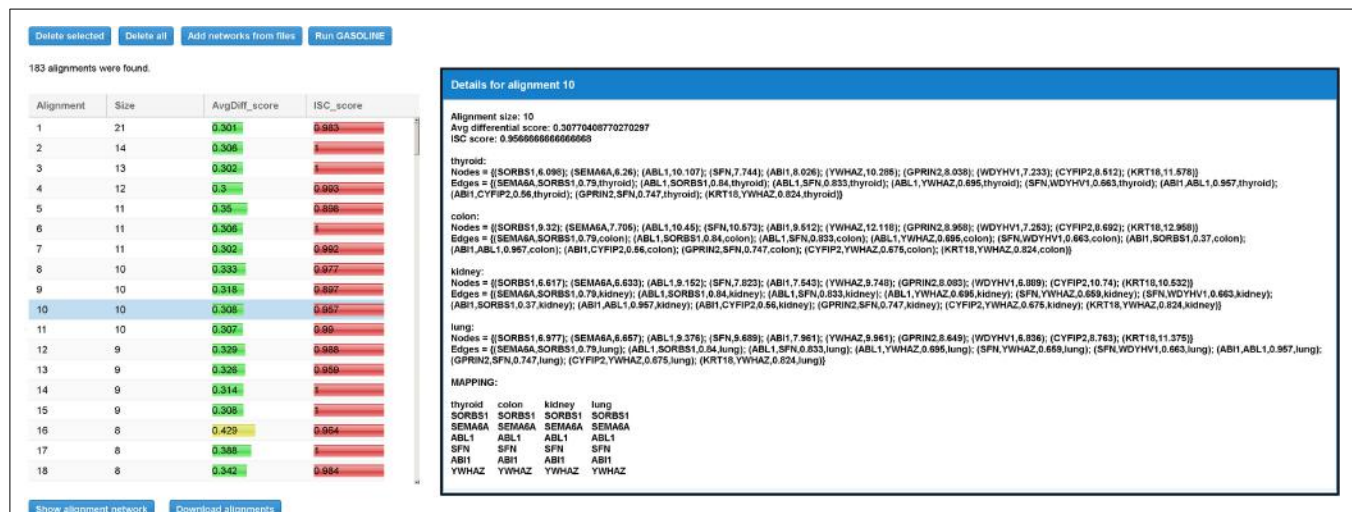 Delete selected Delete all Add networks from files Run GASOLINE
183 alignments were found.
Alignment Size AvgDiff_score ISC_score
1 21 0.301 0.983
2 14 0.306 1
3 13 0.302 1
4 12 0.3 0.993
5 11 0.35 0.898
6 11 0.306 1
7 11 0.302 0.992
8 10 0.333 0.977
9 10 0.318 0.897
10 10 0.308 0.957
11 10 0.307 0.99
12 9 0.329 0.988
13 9 0.326 0.959
14 9 0.314 1
15 9 0.308 1
16 8 0.429 0.964
17 8 0.388 1
18 8 0.342 0.984
Show alignment network Download alignments
Details for alignment 10
Alignment size: 10
Avg differential score: 0.30770408770270297
ISC score: 0.9566666666666668
thyroid:
Nodes = {(SORBS1,6.098); (SEMA6A,6.26); (ABL1,10.107); (SFN,7.744); (ABI1,8.026); (YWHAZ,10.285); (GPRIN2,8.038); (WDYHV1,7.233); (CYFIP2,8.512); (KRT18,11.578)}
Edges = {(SEMA6A,SORBS1,0.79,thyroid); (ABL1,SORBS1,0.84,thyroid); (ABL1,SFN,0.833,thyroid); (ABL1,YWHAZ,0.695,thyroid); (SFN,WDYHV1,0.663,thyroid); (ABI1,ABL1,0.957,thyroid);
(ABI1,CYFIP2,0.56,thyroid); (GPRIN2,SFN,0.747,thyroid); (KRT18,YWHAZ,0.824,thyroid)}
colon:
Nodes = {(SORBS1,9.32); (SEMA6A,7.705); (ABL1,10.45); (SFN,10.573); (ABI1,9.512); (YWHAZ,12.118); (GPRIN2,8.958); (WDYHV1,7.253); (CYFIP2,8.692); (KRT18,12.958)}
Edges = {(SEMA6A,SORBS1,0.79,colon); (ABL1,SORBS1,0.84,colon); (ABL1,SFN,0.833,colon); (ABL1,YWHAZ,0.695,colon); (SFN,WDYHV1,0.663,colon); (ABI1,SORBS1,0.37,colon);
(ABI1,ABL1,0.957,colon); (ABI1,CYFIP2,0.56,colon); (GPRIN2,SFN,0.747,colon); (CYFIP2,YWHAZ,0.675,colon); (KRT18,YWHAZ,0.824,colon)}
kidney:
Nodes = {(SORBS1,6.617); (SEMA6A,6.633); (ABL1,9.152); (SFN,7.823); (ABI1,7.543); (YWHAZ,9.748); (GPRIN2,8.083); (WDYHV1,6.889); (CYFIP2,10.74); (KRT18,10.532)}
Edges = {(SEMA6A,SORBS1,0.79,kidney); (ABL1,SORBS1,0.84,kidney); (ABL1,SFN,0.833,kidney); (ABL1,YWHAZ,0.695,kidney); (SFN,YWHAZ,0.659,kidney); (SFN,WDYHV1,0.663,kidney);
(ABI1,SORBS1,0.37,kidney); (ABI1,ABL1,0.957,kidney); (ABI1,CYFIP2,0.56,kidney); (GPRIN2,SFN,0.747,kidney); (CYFIP2,YWHAZ,0.675,kidney); (KRT18,YWHAZ,0.824,kidney)}
lung:
Nodes = {(SORBS1,6.977); (SEMA6A,6.657); (ABL1,9.376); (SFN,9.689); (ABI1,7.961); (YWHAZ,9.961); (GPRIN2,8.649); (WDYHV1,6.836); (CYFIP2,8.763); (KRT18,11.375)}
Edges = {(SEMA6A,SORBS1,0.79,lung); (ABL1,SORBS1,0.84,lung); (ABL1,SFN,0.833,lung); (ABL1,YWHAZ,0.695,lung); (SFN,YWHAZ,0.659,lung); (SFN,WDYHV1,0.663,lung); (ABI1,ABL1,0.957,lung);
(GPRIN2,SFN,0.747,lung); (CYFIP2,YWHAZ,0.675,lung); (KRT18,YWHAZ,0.824,lung)}
MAPPING:
thyroid colon kidney lung
SORBS1 SORBS1 SORBS1 SORBS1
SEMA6A SEMA6A SEMA6A SEMA6A
ABL1 ABL1 ABL1 ABL1
SFN SFN SFN SFN
ABI1 ABI1 ABI1 ABI1
YWHAZ YWHAZ YWHAZ YWHAZ